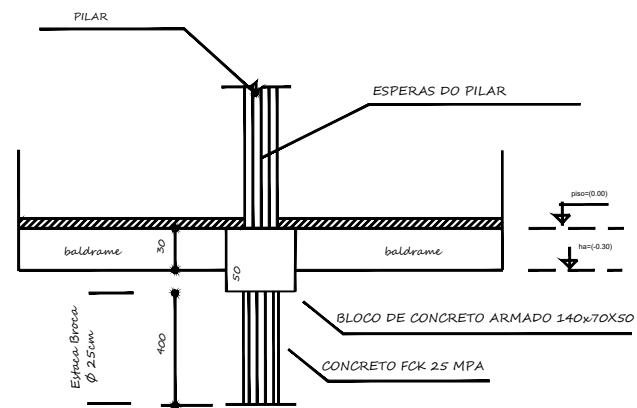 PILAR
ESPERAS DO PILAR
piso=(0.00)
baldrame
30
baldrame
ha=(-0.30)
50
BLOCO DE CONCRETO ARMADO 140x70X50
Estaca Broca
Ø 25cm
400
CONCRETO FCK 25 MPA